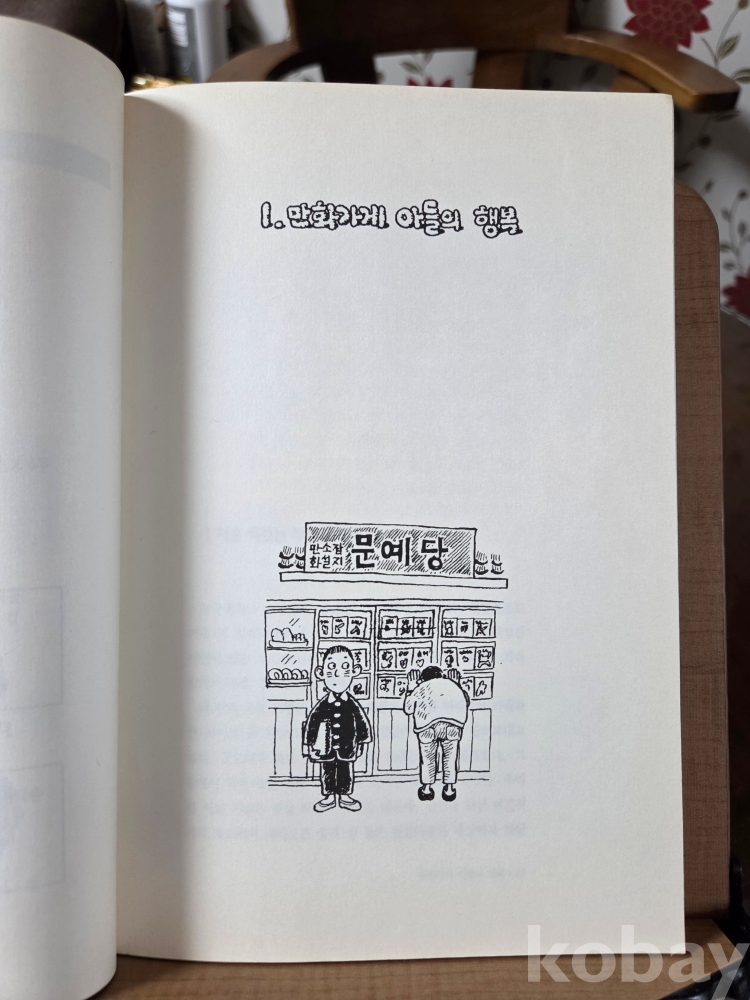 1. 만화가게 아들의 행복
만소잡
화설지
문예당
kobay